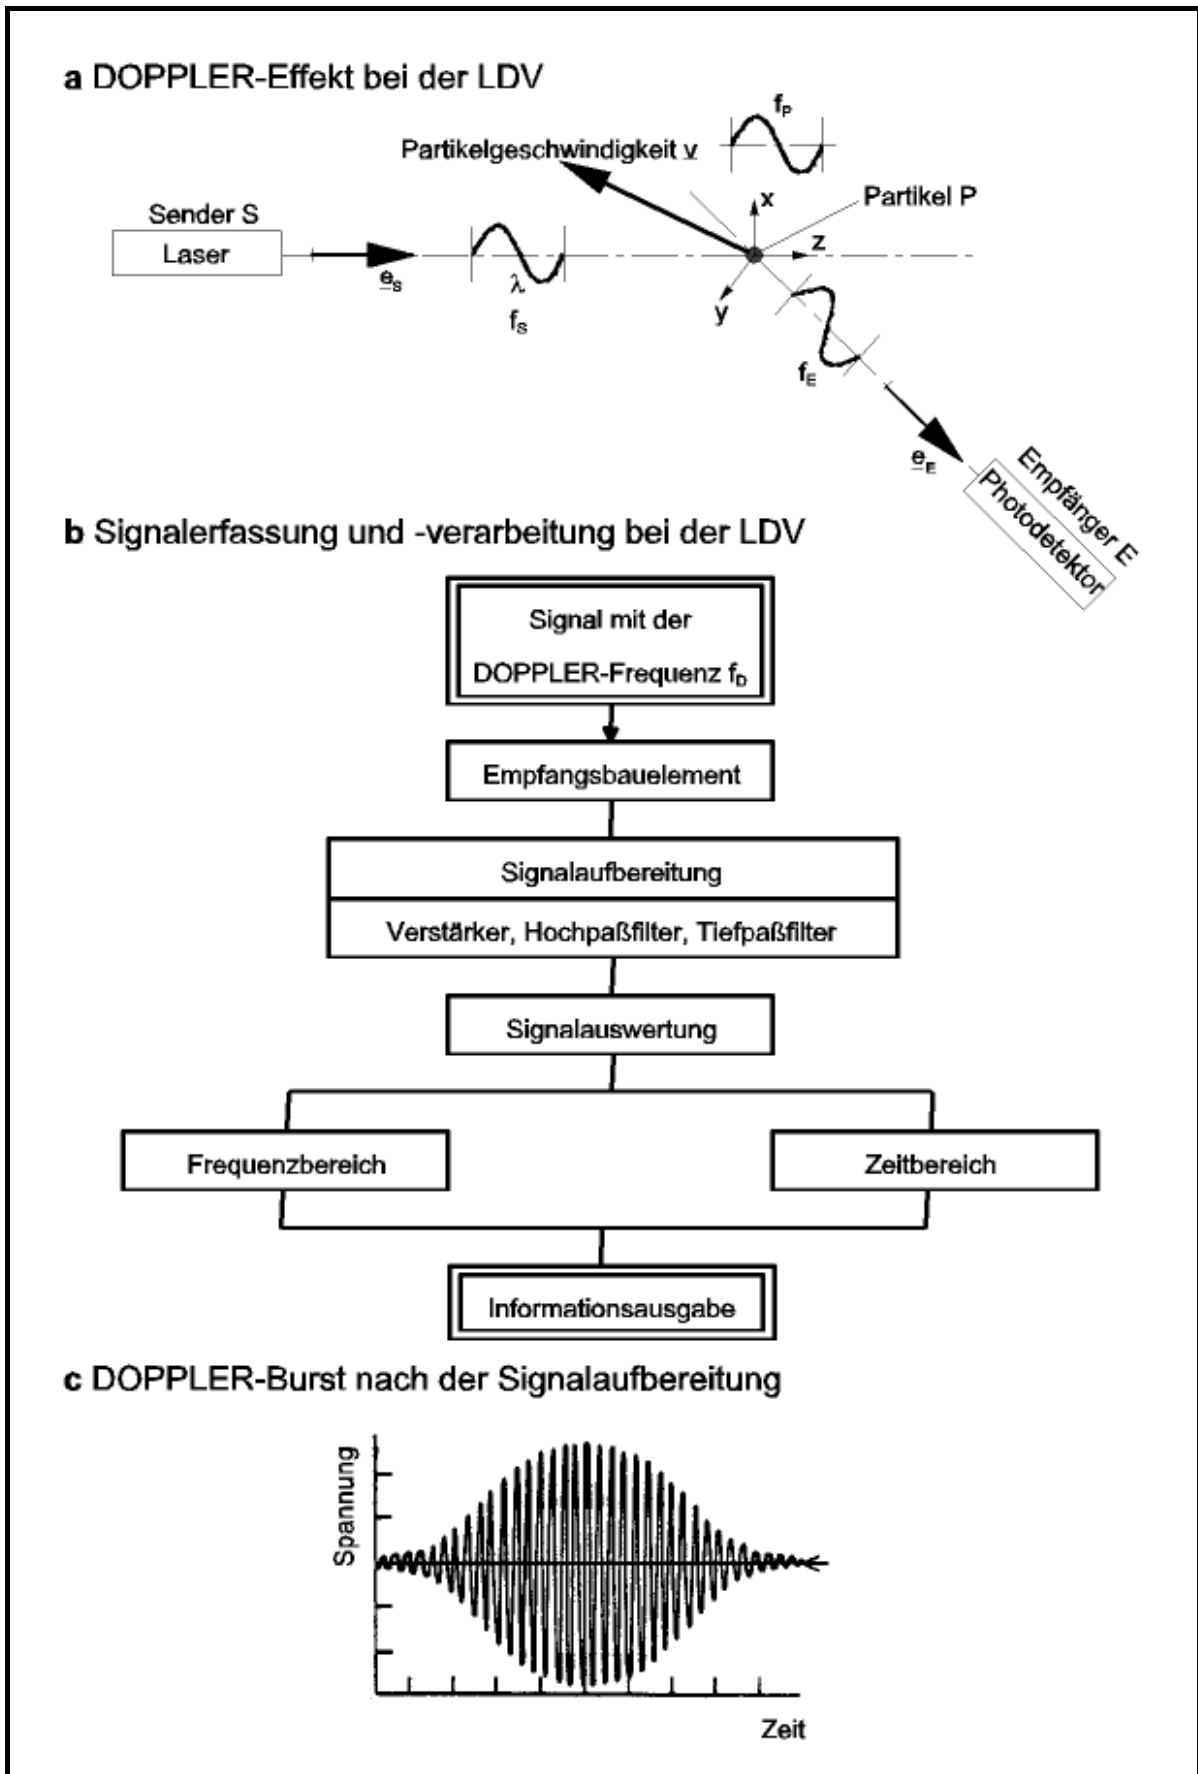 a DOPPLER-Effekt bei der LDV
f_P
Partikelgeschwindigkeit v
Partikel P
Sender S
Laser
e_S
λ
f_S
x
z
y
f_E
e_E
Empfänger E
Photodetektor
b Signalerfassung und -verarbeitung bei der LDV
Signal mit der
DOPPLER-Frequenz f_D
Empfangsbauelement
Signalaufbereitung
Verstärker, Hochpaßfilter, Tiefpaßfilter
Signalauswertung
Frequenzbereich
Zeitbereich
Informationsausgabe
c DOPPLER-Burst nach der Signalaufbereitung
Spannung
Zeit